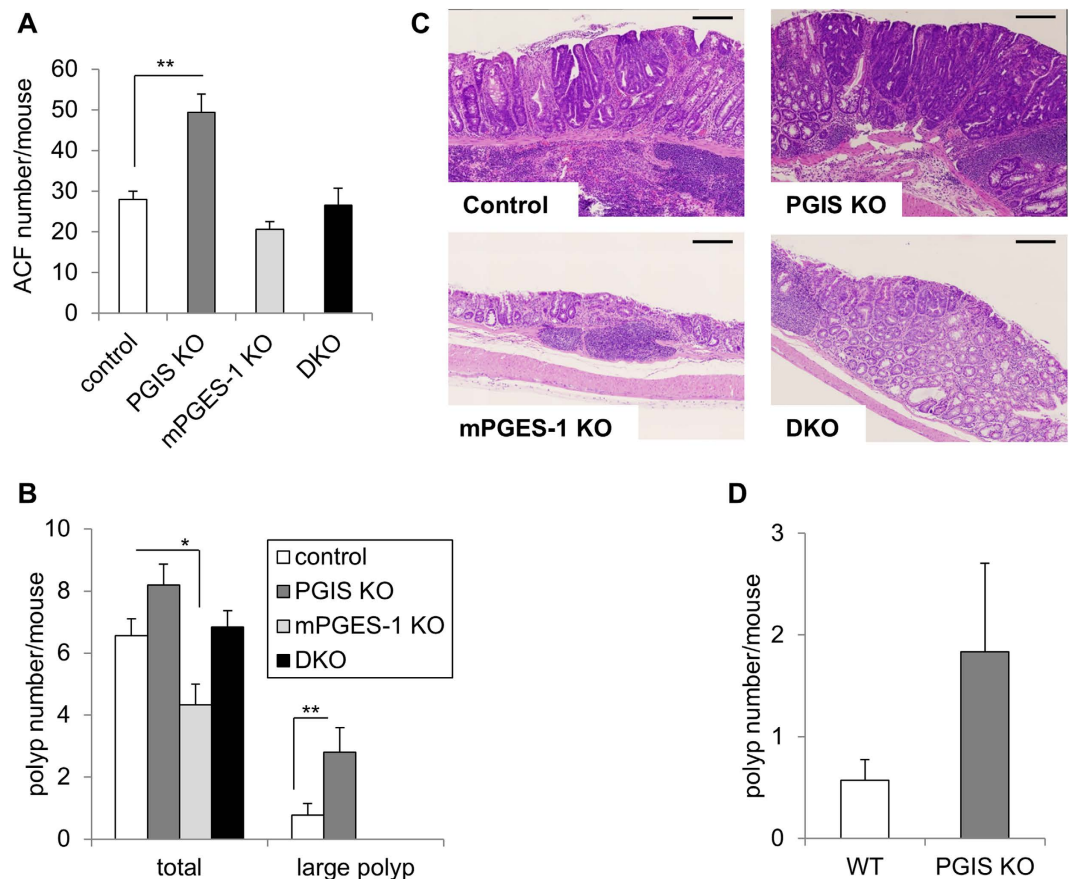 A
ACF number/mouse
60
50
40
30
20
10
0
**
control
PGIS KO
mPGES-1 KO
DKO
C
Control
PGIS KO
mPGES-1 KO
DKO
B
polyp number/mouse
10
8
6
4
2
0
*
**
control
PGIS KO
mPGES-1 KO
DKO
total
large polyp
D
polyp number/mouse
3
2
1
0
WT
PGIS KO